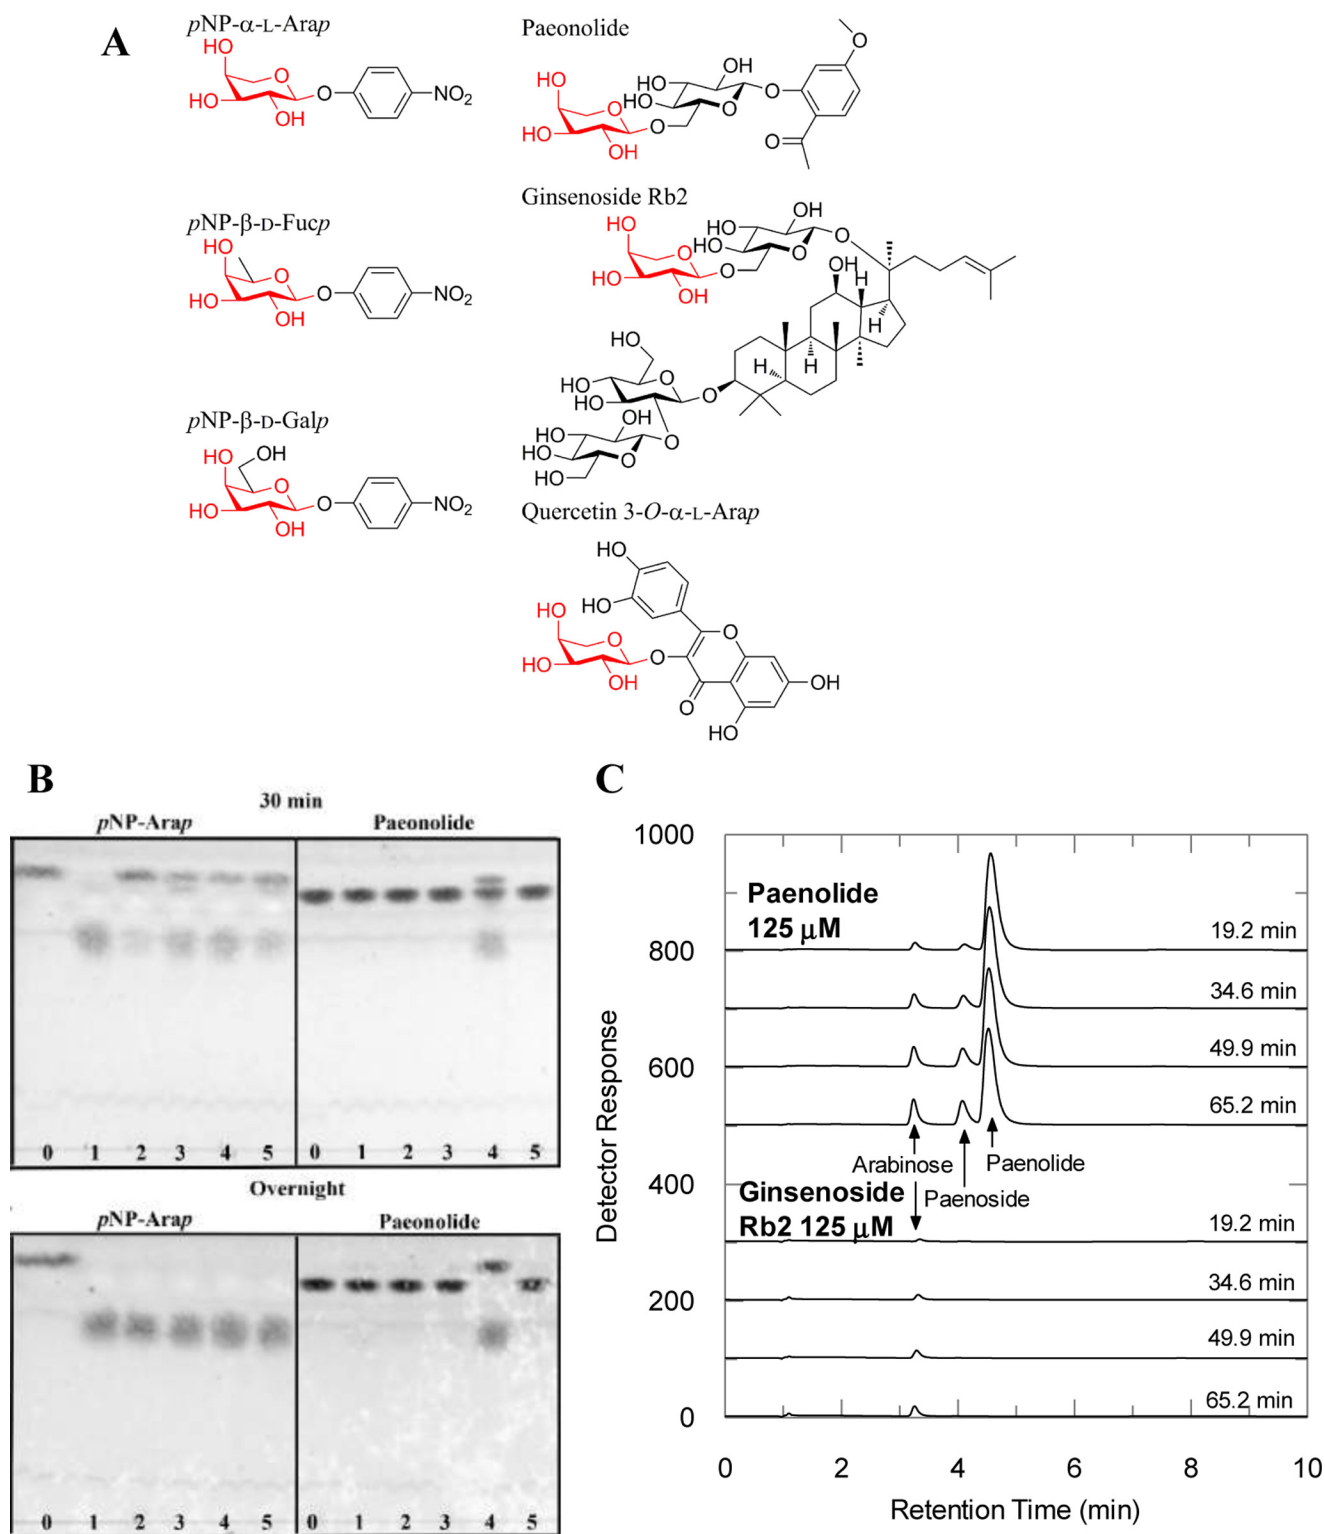 A
pNP-α-L-Arap
HO
O
HO
OH
O
NO2
pNP-β-D-Fucp
HO
O
HO
OH
O
NO2
pNP-β-D-Galp
HO
OH
O
HO
OH
O
NO2
Paeonolide
O
OH
HO
HO
HO
O
O
O
HO
O
OH
O
Ginsenoside Rb2
OH
HO
HO
HO
O
O
O
HO
O
OH
OH
H
H
HO
H
H
O
HO
HO
O
OH
HO
O
HO
O
HO
Quercetin 3-O-α-L-Arap
HO
HO
HO
O
O
HO
O
OH
OH
O
HO
B
30 min
pNP-Arap Paeonolide
0 1 2 3 4 5 0 1 2 3 4 5
Overnight
pNP-Arap Paeonolide
0 1 2 3 4 5 0 1 2 3 4 5
C
1000
800
600
400
200
0
Detector Response
Paenolide
125 μM
19.2 min
34.6 min
49.9 min
65.2 min
Arabinose
Paenolide
Paenoside
Ginsenoside
Rb2 125 μM
19.2 min
34.6 min
49.9 min
65.2 min
0 2 4 6 8 10
Retention Time (min)